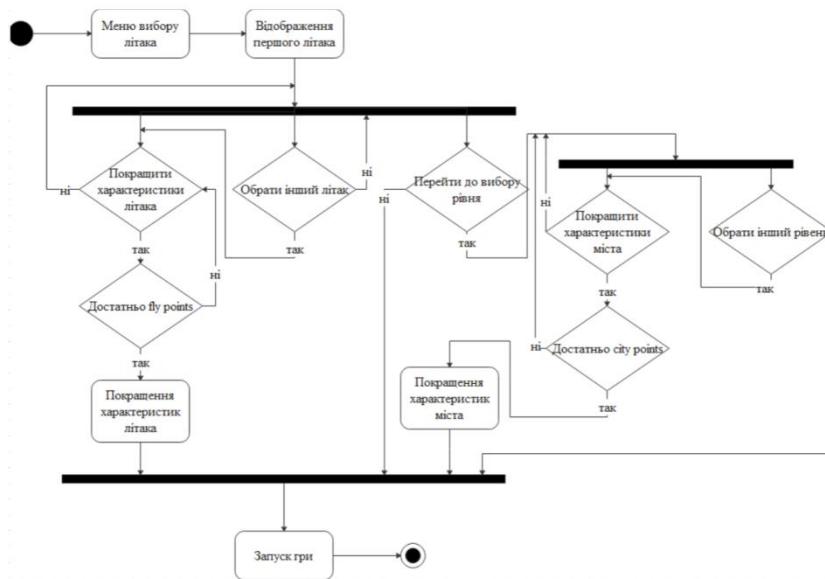 Меню вибору
літака
Відображення
першого літака
Покращити
характеристики
літака
ні
Обрати інший літак
ні
Перейти до вибору
рівня
ні
так
так
так
ні
Покращити
характеристики
міста
ні
Обрати інший рівень
так
так
Достатньо fly points
ні
так
Достатньо city points
ні
так
Покращення
характеристик
літака
Покращення
характеристик
міста
Запуск гри